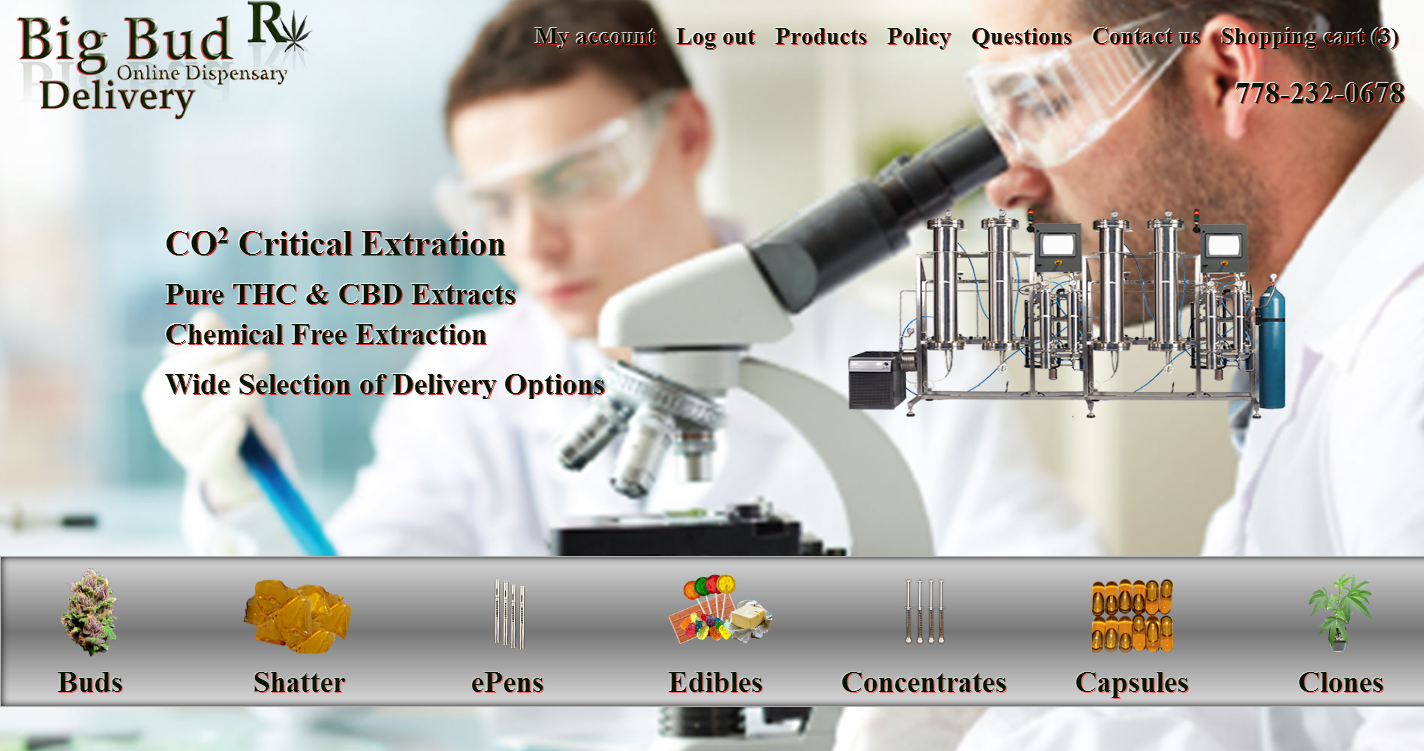 Big Bud Rx
Online Dispensary
Delivery
My account Log out Products Policy Questions Contact us Shopping cart (3)
778-232-0678
CO² Critical Extration
Pure THC & CBD Extracts
Chemical Free Extraction
Wide Selection of Delivery Options
Buds Shatter ePens Edibles Concentrates Capsules Clones